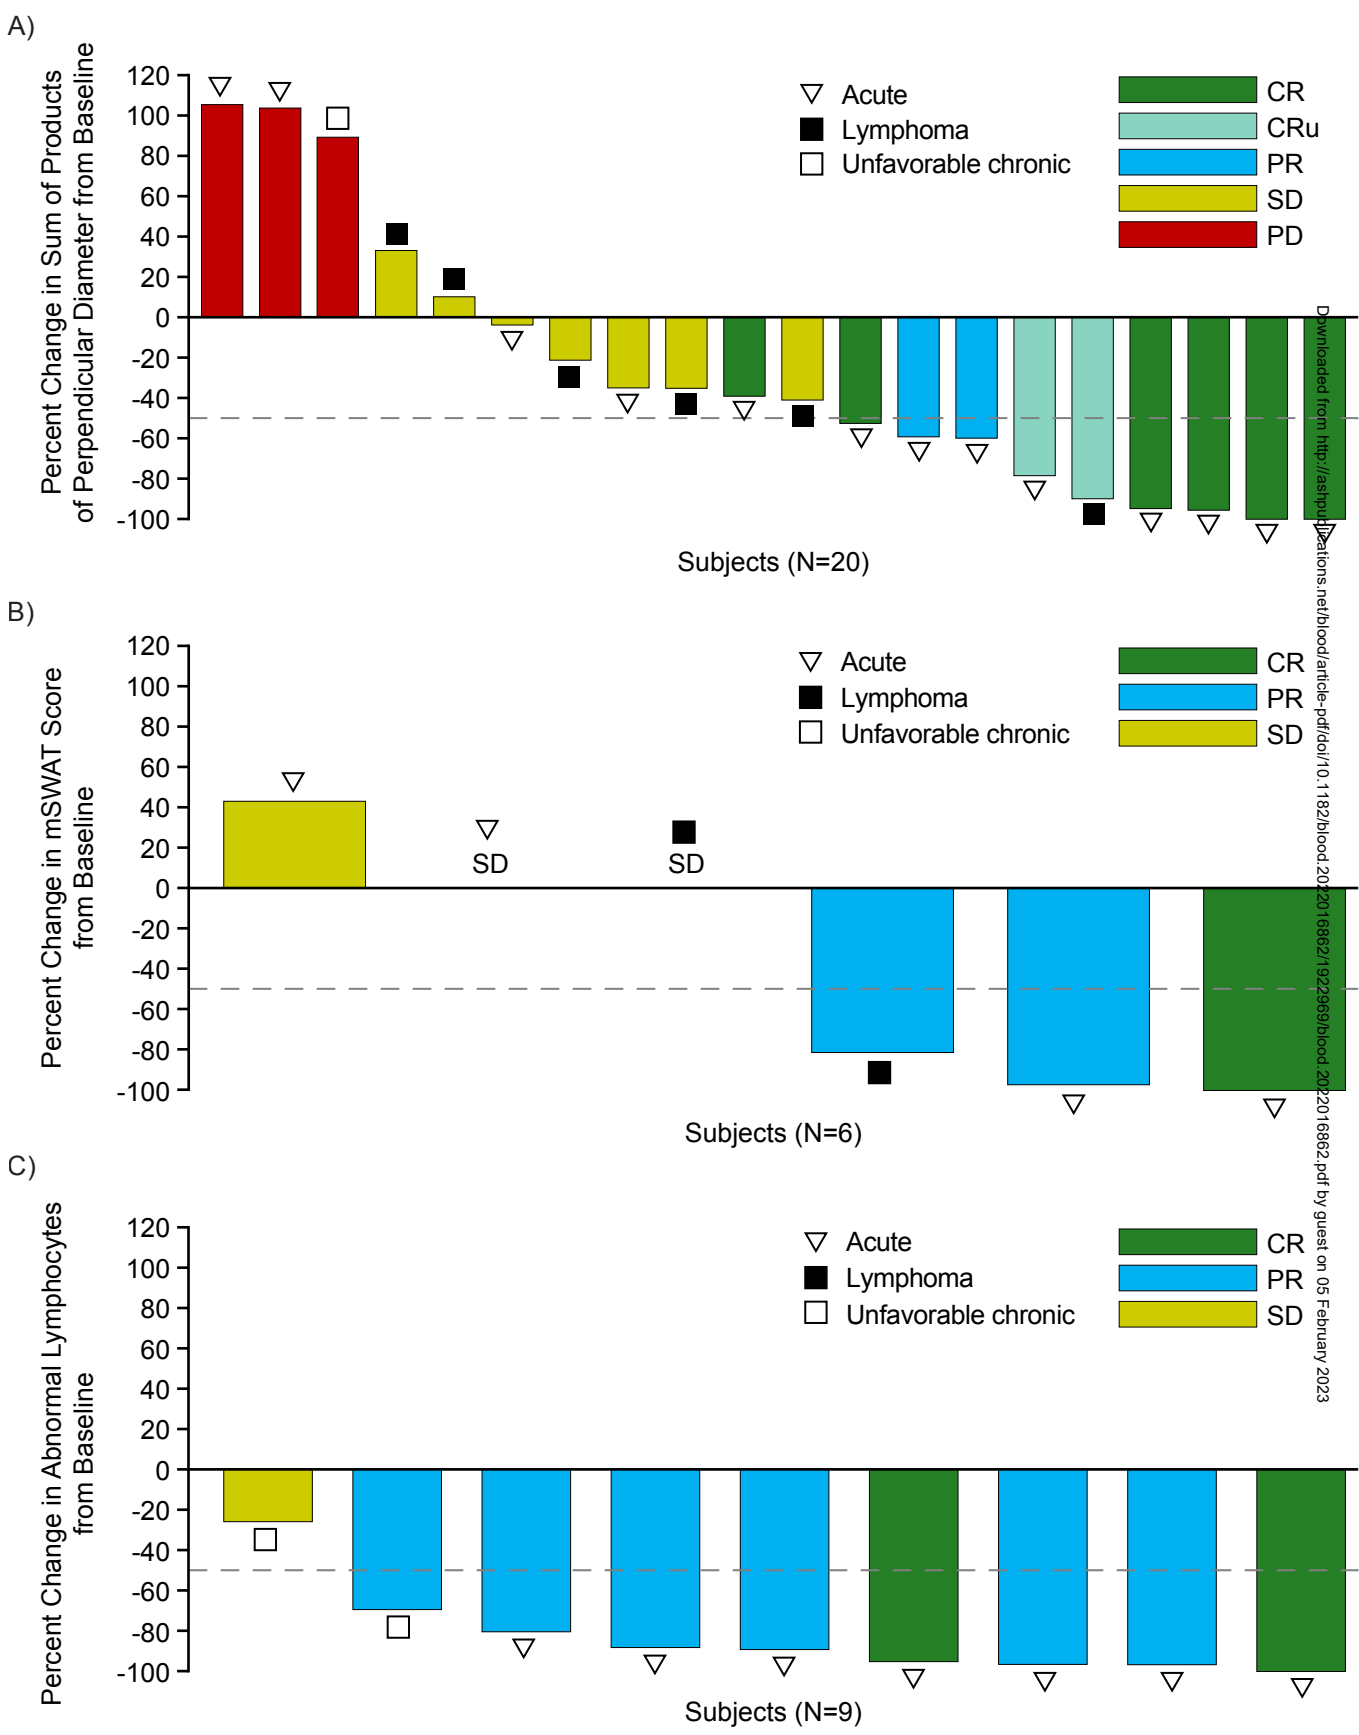 A)
Percent Change in Sum of Products
of Perpendicular Diameter from Baseline
120
100
80
60
40
20
0
-20
-40
-60
-80
-100
Acute
Lymphoma
Unfavorable chronic
CR
CRu
PR
SD
PD
Subjects (N=20)
B)
Percent Change in mSWAT Score
from Baseline
120
100
80
60
40
20
0
-20
-40
-60
-80
-100
Acute
Lymphoma
Unfavorable chronic
CR
PR
SD
SD
SD
Subjects (N=6)
C)
Percent Change in Abnormal Lymphocytes
from Baseline
120
100
80
60
40
20
0
-20
-40
-60
-80
-100
Acute
Lymphoma
Unfavorable chronic
CR
PR
SD
Subjects (N=9)
Downloaded from http://ashpublications.net/blood/article-pdf/doi/10.1182/blood.2022016862/1922969/blood.2022016862.pdf by guest on 05 February 2023